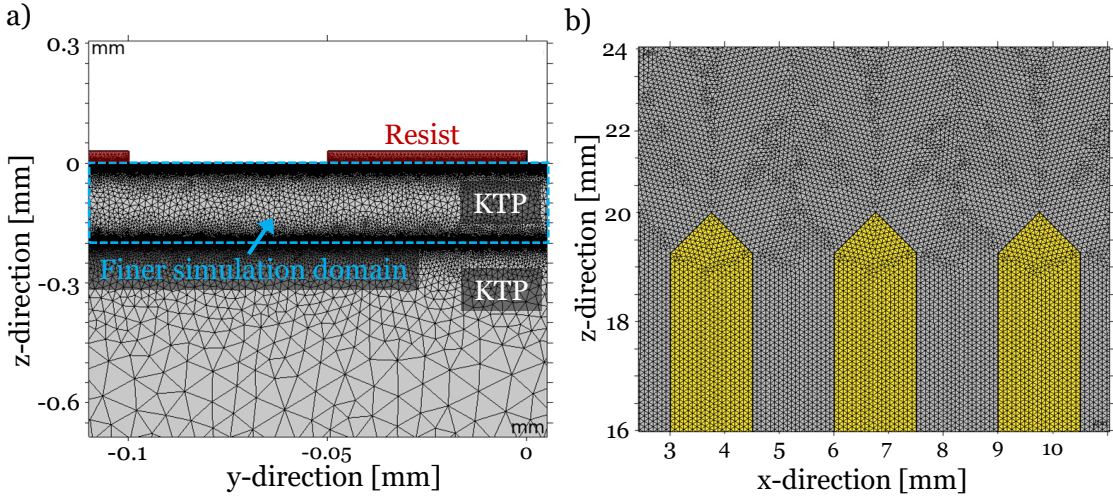 a)
0.3
mm
Resist
0
KTP
Finer simulation domain
-0.3
KTP
-0.6
mm
-0.1
-0.05
0
z-direction [mm]
y-direction [mm]
b)
24
22
20
18
16
3
4
5
6
7
8
9
10
z-direction [mm]
x-direction [mm]